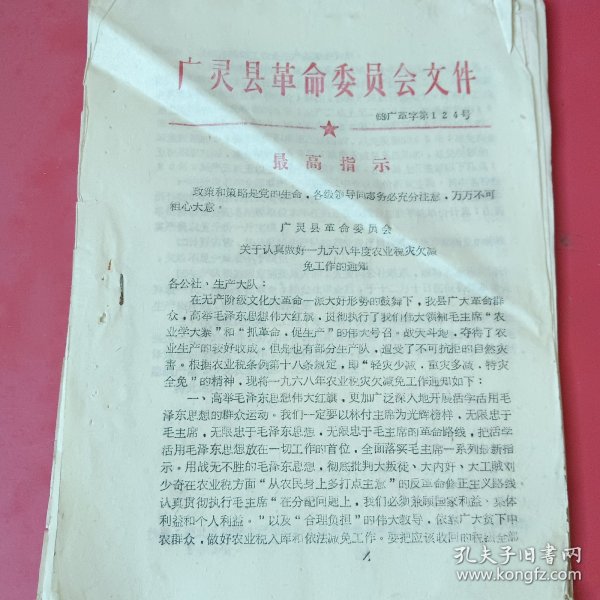 广灵县革命委员会文件
(68)广革字第124号
最高指示
政策和策略是党的生命，各级领导同志务必充分注意，万万不可
粗心大意。
广灵县革命委员会
关于认真做好一九六八年度农业税灾欠减
免工作的通知
各公社、生产大队：
在无产阶级文化大革命一派大好形势的鼓舞下，我县广大革命群
众，高举毛泽东思想伟大红旗，贯彻执行了我们伟大领袖毛主席“农
业学大寨”和“抓革命，促生产”的伟大号召。战天斗地，夺得了农
业生产的较好收成。但是也有部分生产队，遭受了不可抗拒的自然灾
害。根据农业税条例第十八条规定，即“轻灾少减，重灾多减，特灾
全免”的精神，现将一九六八年农业税灾欠减免工作通知如下：
一、高举毛泽东思想伟大红旗，更加广泛深入地开展活学活用毛
泽东思想的群众运动。我们一定要以林付主席为光辉榜样，无限忠于
毛主席，无限忠于毛泽东思想，无限忠于毛主席的革命路线，把活学
活用毛泽东思想放在一切工作的首位，全面落实毛主席一系列最新指
示。用战无不胜的毛泽东思想，彻底批判大叛徒、大内奸、大工贼刘
少奇在农业税方面“从农民身上多打点主意”的反革命修正主义路线
认真贯彻执行毛主席“在分配问题上，我们必须兼顾国家利益、集体
利益和个人利益。”以及“合理负担”的伟大教导，依靠广大贫下中
农群众，做好农业税入库和依法减免工作。要把应该收回的税款全部
孔夫子旧书网
www.kongfz.com